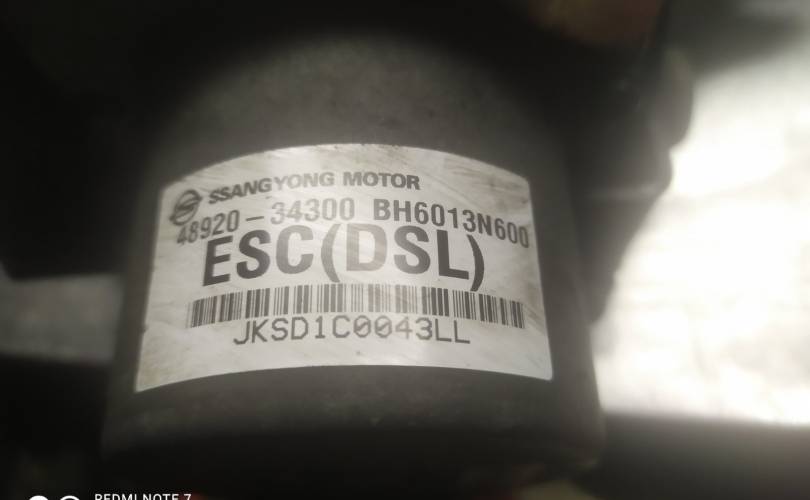 SSANGYONG MOTOR
48920-34300 BH6013N600
ESC(DSL)
JKSD1C0043LL
REDMI NOTE 7